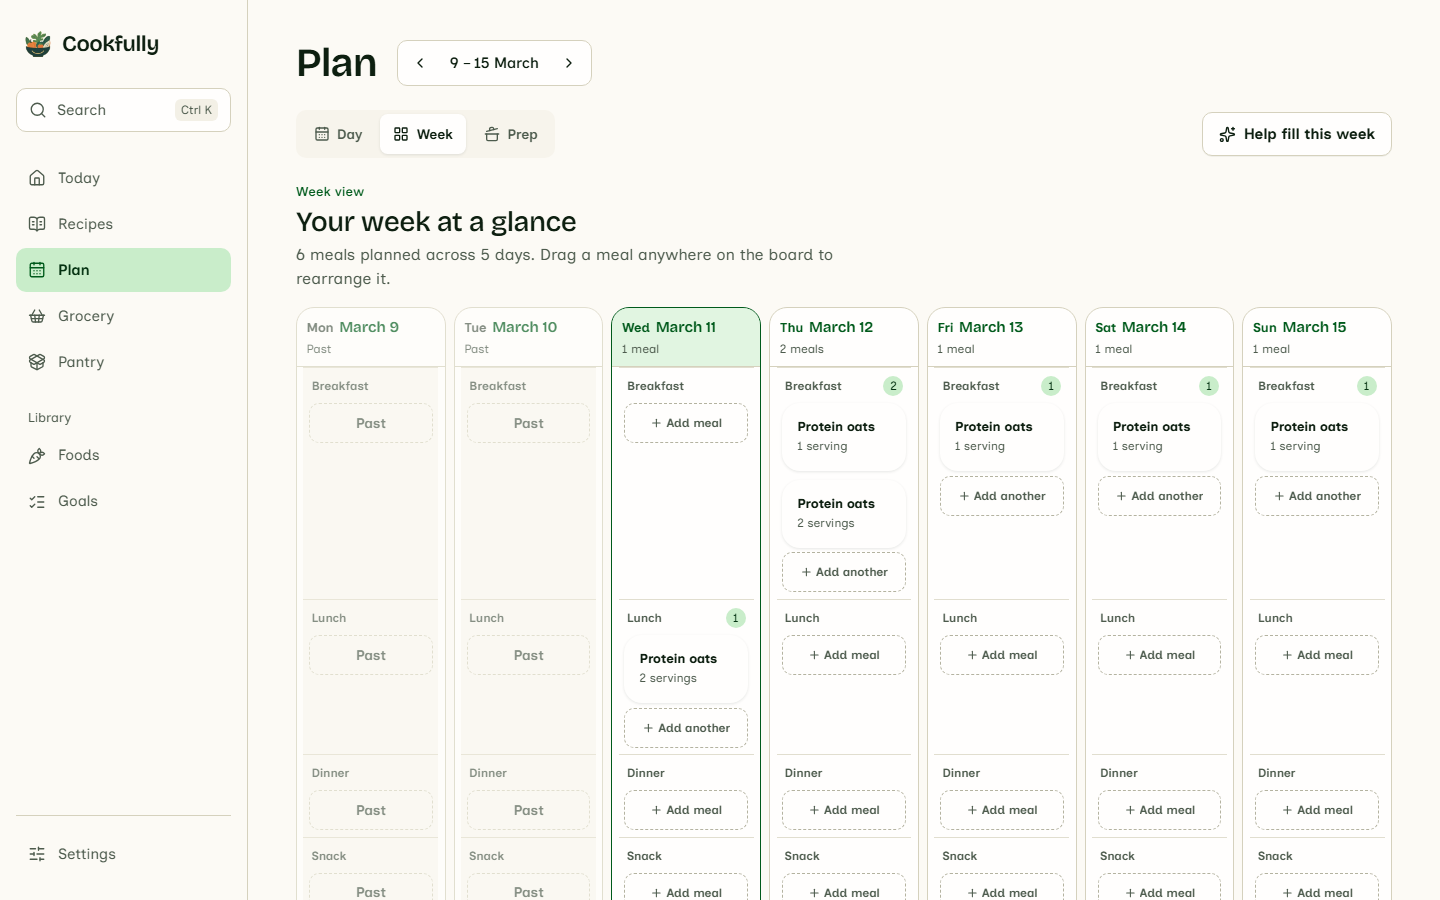 Cookfully
Search
Ctrl K
Today
Recipes
Plan
Grocery
Pantry
Library
Foods
Goals
Settings
Plan
9 – 15 March
Day
Week
Prep
Help fill this week
Week view
Your week at a glance
6 meals planned across 5 days. Drag a meal anywhere on the board to
rearrange it.
Mon March 9
Past
Breakfast
Past
Lunch
Past
Dinner
Past
Snack
Past
Tue March 10
Past
Breakfast
Past
Lunch
Past
Dinner
Past
Snack
Past
Wed March 11
1 meal
Breakfast
+ Add meal
Lunch
1
Protein oats
2 servings
+ Add another
Dinner
+ Add meal
Snack
+ Add meal
Thu March 12
2 meals
Breakfast
2
Protein oats
1 serving
Protein oats
2 servings
+ Add another
Lunch
+ Add meal
Dinner
+ Add meal
Snack
+ Add meal
Fri March 13
1 meal
Breakfast
1
Protein oats
1 serving
+ Add another
Lunch
+ Add meal
Dinner
+ Add meal
Snack
+ Add meal
Sat March 14
1 meal
Breakfast
1
Protein oats
1 serving
+ Add another
Lunch
+ Add meal
Dinner
+ Add meal
Snack
+ Add meal
Sun March 15
1 meal
Breakfast
1
Protein oats
1 serving
+ Add another
Lunch
+ Add meal
Dinner
+ Add meal
Snack
+ Add meal